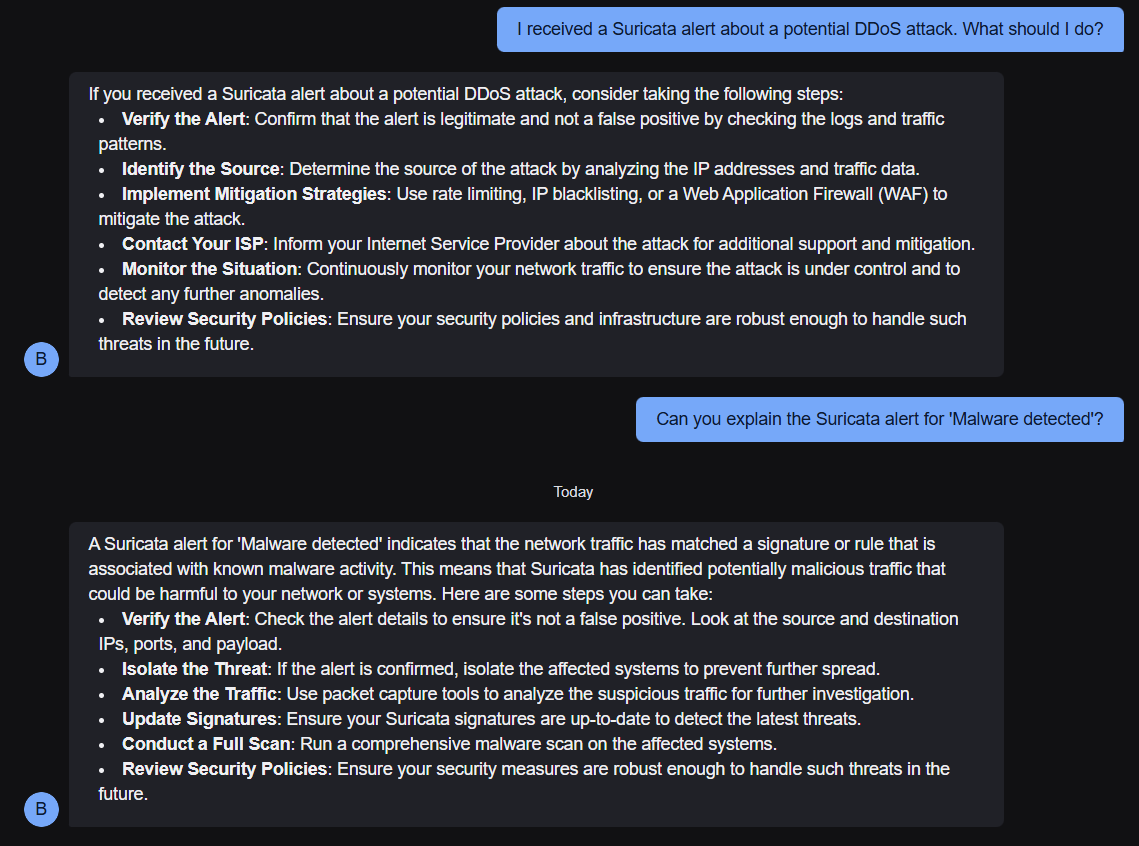 I received a Suricata alert about a potential DDoS attack. What should I do?
If you received a Suricata alert about a potential DDoS attack, consider taking the following steps:
• Verify the Alert: Confirm that the alert is legitimate and not a false positive by checking the logs and traffic
patterns.
• Identify the Source: Determine the source of the attack by analyzing the IP addresses and traffic data.
• Implement Mitigation Strategies: Use rate limiting, IP blacklisting, or a Web Application Firewall (WAF) to
mitigate the attack.
• Contact Your ISP: Inform your Internet Service Provider about the attack for additional support and mitigation.
• Monitor the Situation: Continuously monitor your network traffic to ensure the attack is under control and to
detect any further anomalies.
• Review Security Policies: Ensure your security policies and infrastructure are robust enough to handle such
threats in the future.
B
Can you explain the Suricata alert for 'Malware detected'?
Today
A Suricata alert for 'Malware detected' indicates that the network traffic has matched a signature or rule that is
associated with known malware activity. This means that Suricata has identified potentially malicious traffic that
could be harmful to your network or systems. Here are some steps you can take:
• Verify the Alert: Check the alert details to ensure it's not a false positive. Look at the source and destination
IPs, ports, and payload.
• Isolate the Threat: If the alert is confirmed, isolate the affected systems to prevent further spread.
• Analyze the Traffic: Use packet capture tools to analyze the suspicious traffic for further investigation.
• Update Signatures: Ensure your Suricata signatures are up-to-date to detect the latest threats.
• Conduct a Full Scan: Run a comprehensive malware scan on the affected systems.
• Review Security Policies: Ensure your security measures are robust enough to handle such threats in the
future.
B